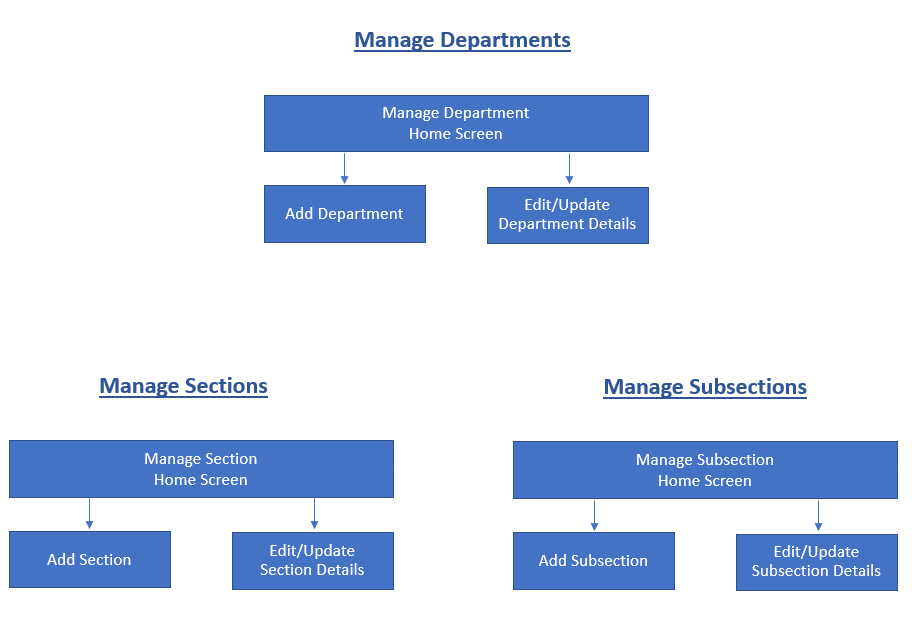 Manage Departments
Manage Department
Home Screen
Add Department
Edit/Update
Department Details
Manage Sections
Manage Section
Home Screen
Add Section
Edit/Update
Section Details
Manage Subsections
Manage Subsection
Home Screen
Add Subsection
Edit/Update
Subsection Details